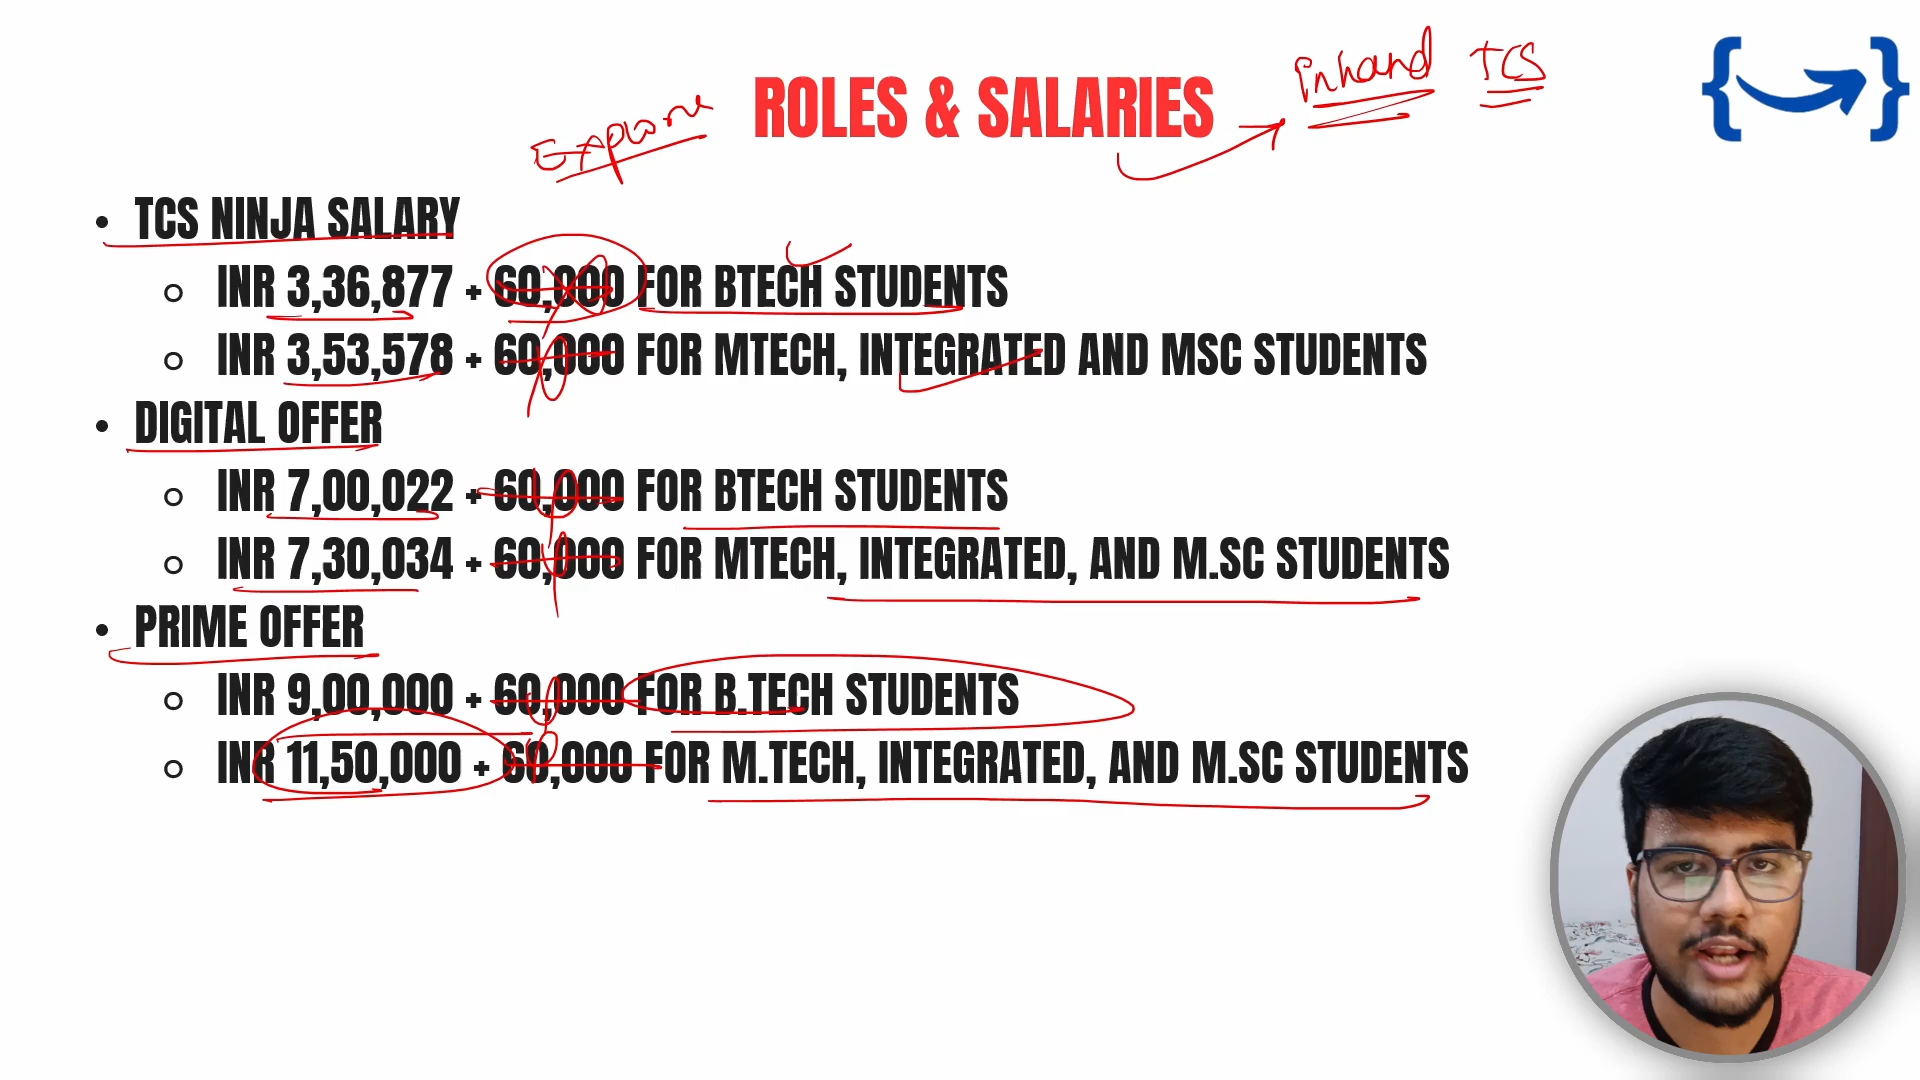 ROLES & SALARIES
Inhand TCS
Explore
• TCS NINJA SALARY
○ INR 3,36,877 + 60,000 FOR BTECH STUDENTS
○ INR 3,53,578 + 60,000 FOR MTECH, INTEGRATED AND MSC STUDENTS
• DIGITAL OFFER
○ INR 7,00,022 + 60,000 FOR BTECH STUDENTS
○ INR 7,30,034 + 60,000 FOR MTECH, INTEGRATED, AND M.SC STUDENTS
• PRIME OFFER
○ INR 9,00,000 + 60,000 FOR B.TECH STUDENTS
○ INR 11,50,000 + 60,000 FOR M.TECH, INTEGRATED, AND M.SC STUDENTS